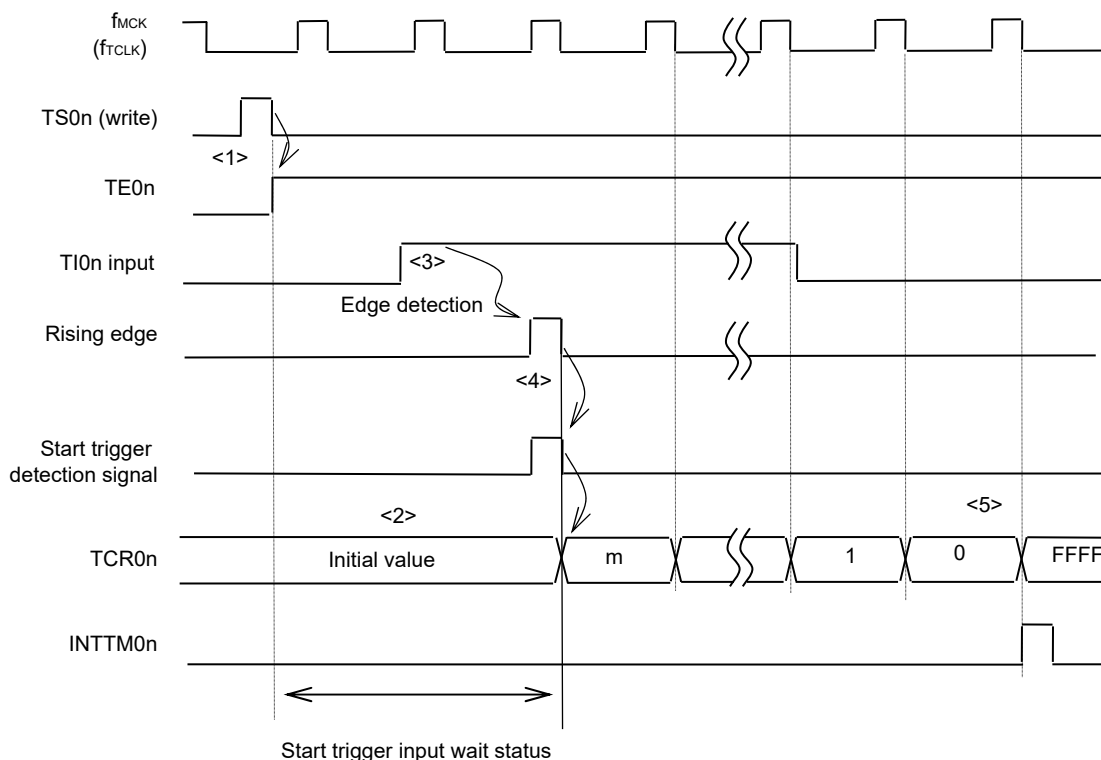 fMCK
(fTCLK)
TS0n (write)
<1>
TE0n
TI0n input
<3>
Edge detection
Rising edge
<4>
Start trigger
detection signal
<2>
<5>
TCR0n
Initial value
m
1
0
FFFF
INTTM0n
Start trigger input wait status